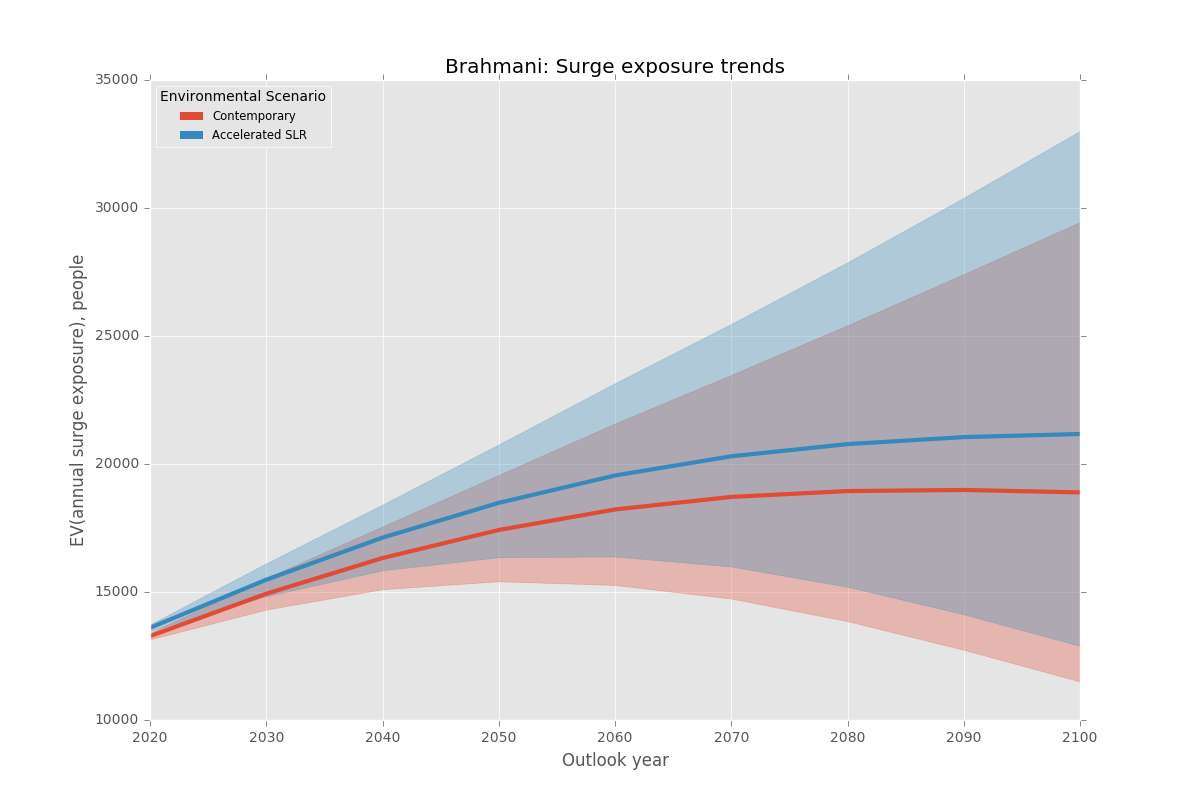 Brahmani: Surge exposure trends
35000
Environmental Scenario
Contemporary
Accelerated SLR
30000
25000
20000
15000
10000
EV(annual surge exposure), people
2020 2030 2040 2050 2060 2070 2080 2090 2100
Outlook year